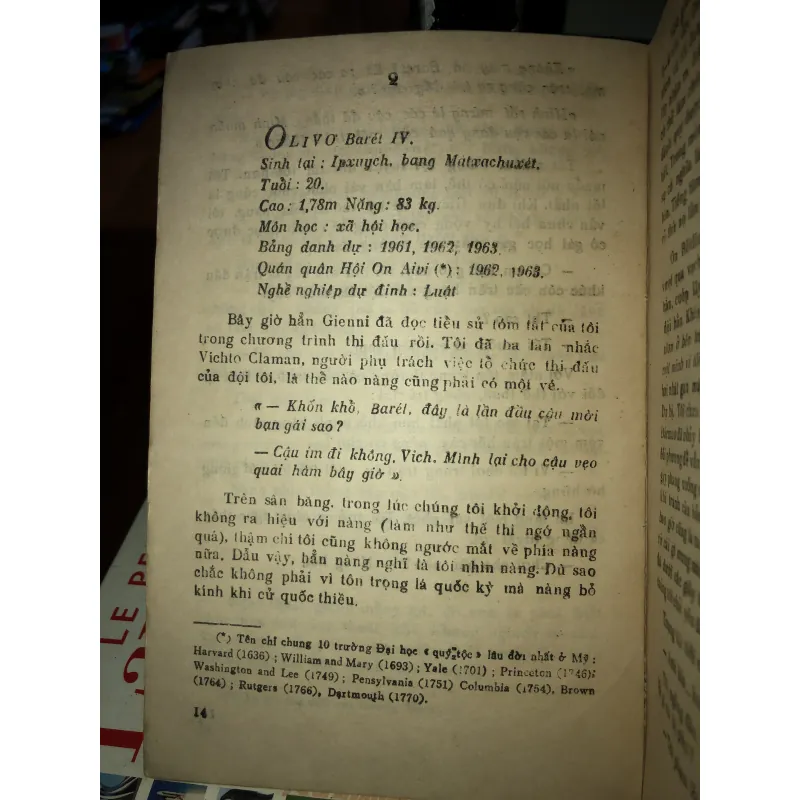 2
OLIVƠ Barét IV.
Sinh tại : Ipxuych, bang Mátxachuxét.
Tuổi : 20.
Cao : 1,78m Nặng : 83 kg.
Môn học : xã hội học.
Bảng danh dự : 1961, 1962, 1963.
Quán quân Hội On Aivi (*) : 1962, 1963.
Nghề nghiệp dự định : Luật
Bây giờ hẳn Gienni đã đọc tiểu sử tóm tắt của tôi
trong chương trình thi đấu rồi. Tôi đã ba lần nhắc
Vichto Claman, người phụ trách việc tổ chức thi đấu
của đội tôi, là thế nào nàng cũng phải có một vé.
« — Khốn khổ, Barét, đây là lần đầu cậu mời
bạn gái sao ?
— Cậu im đi không, Vich. Mình lại cho cậu vẹo
quai hàm bây giờ ».
Trên sân băng, trong lúc chúng tôi khởi động, tôi
không ra hiệu với nàng (làm như thế thì ngớ ngẩn
quá), thậm chí tôi cũng không ngước mắt về phía nàng
nữa. Dẫu vậy, hẳn nàng nghĩ là tôi nhìn nàng. Dù sao
chắc không phải vì tôn trọng lá quốc kỳ mà nàng bỏ
kính khi cử quốc thiều.
(*) Tên chỉ chung 10 trường Đại học « quý tộc » lâu đời nhất ở Mỹ :
Harvard (1636) ; William and Mary (1693) ; Yale (1701) ; Princeton (1746);
Washington and Lee (1749) ; Pensylvania (1751) Columbia (1754), Brown
(1764) ; Rutgers (1766), Dartmouth (1770).
14
LE PR